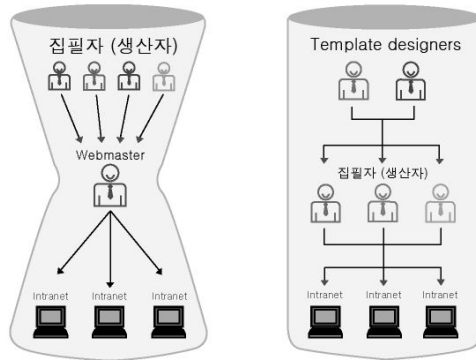 집필자 (생산자)
Webmaster
Intranet Intranet Intranet
Template designers
집필자 (생산자)
Intranet Intranet Intranet